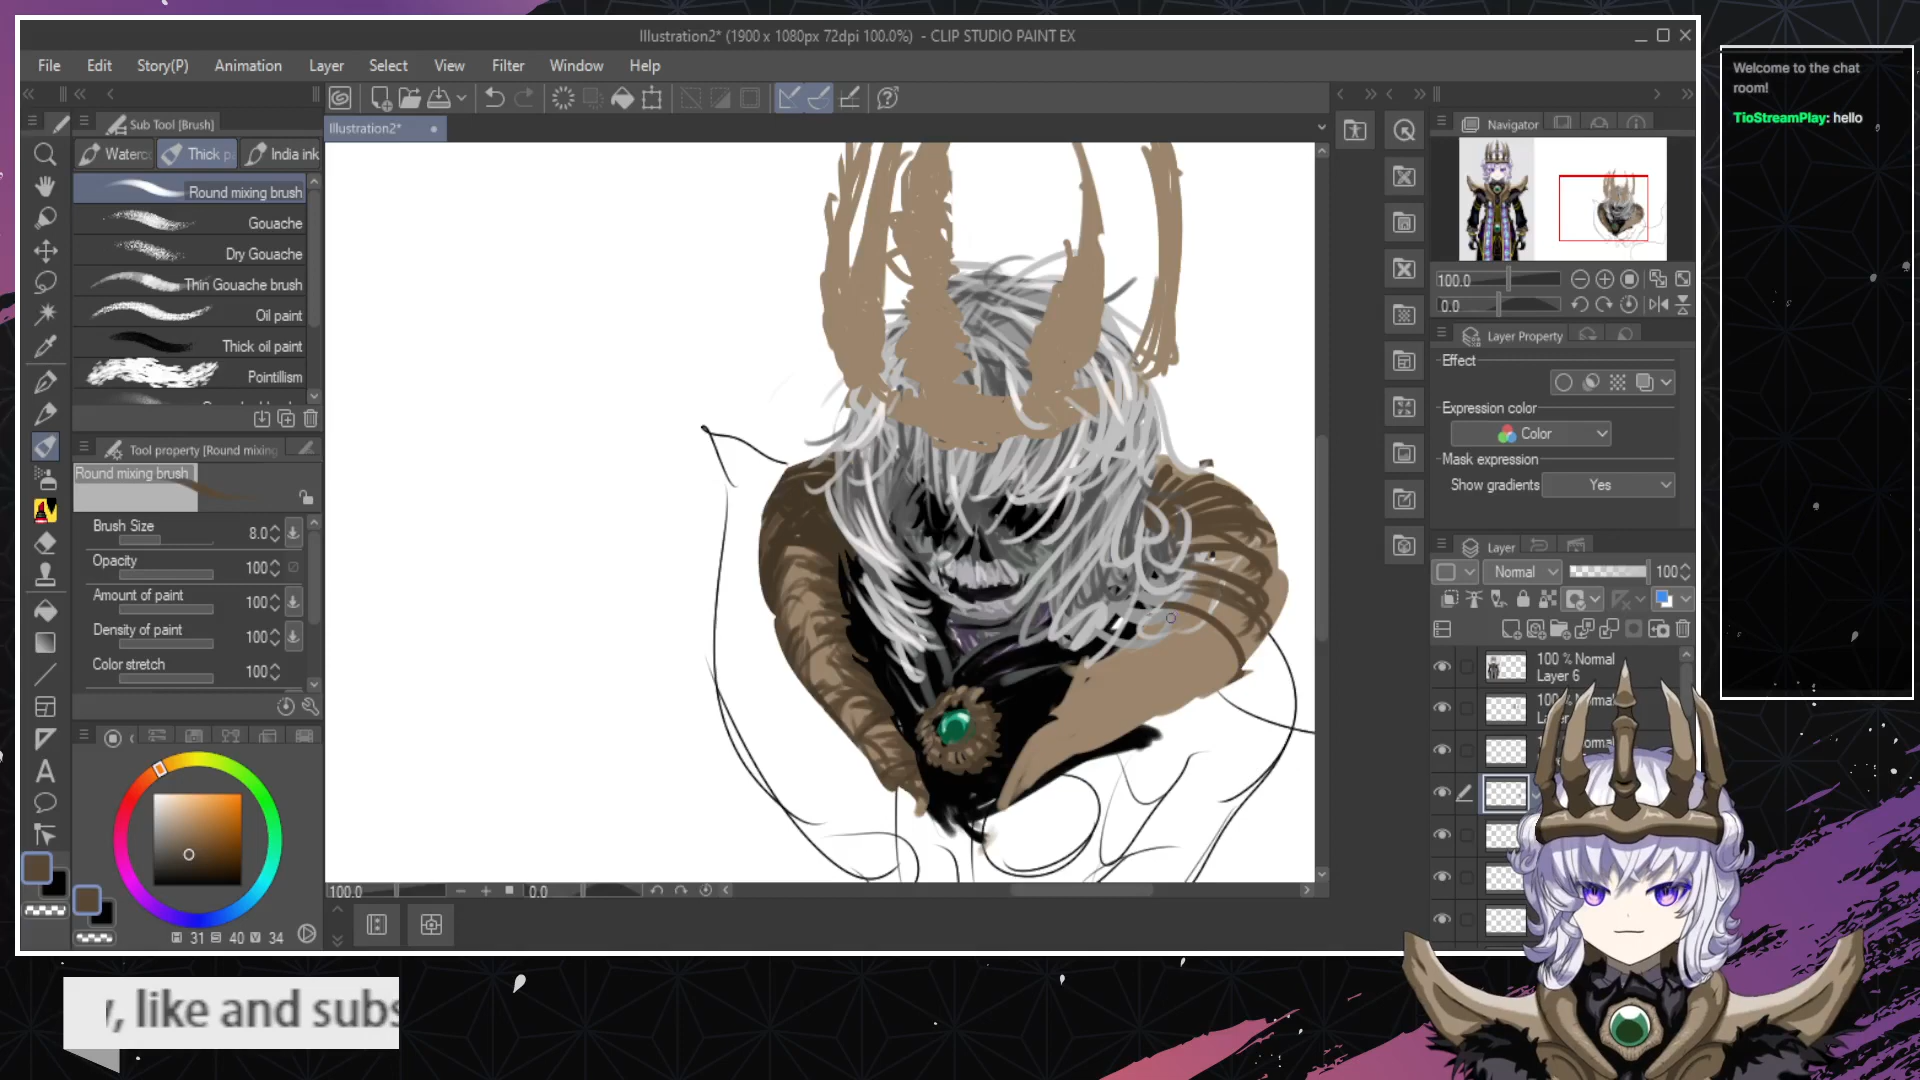 Illustration2* (1900 x 1080px 72dpi 100.0%) - CLIP STUDIO PAINT EX
File Edit Story(P) Animation Layer Select View Filter Window Help
Sub Tool [Brush]
Illustration2*
Waterc Thick p India ink
Round mixing brush
Gouache
Dry Gouache
Thin Gouache brush
Oil paint
Thick oil paint
Pointillism
Tool property [Round mixing
Round mixing brush
Brush Size 8.0
Opacity 100
Amount of paint 100
Density of paint 100
Color stretch 100
31 40 34
100.0 0.0
Navigator
100.0
0.0
Layer Property
Effect
Expression color
Color
Mask expression
Show gradients Yes
Layer
Normal 100
100 % Normal
Layer 6
100 % Norma
Welcome to the chat
room!
TioStreamPlay: hello
y, like and subs